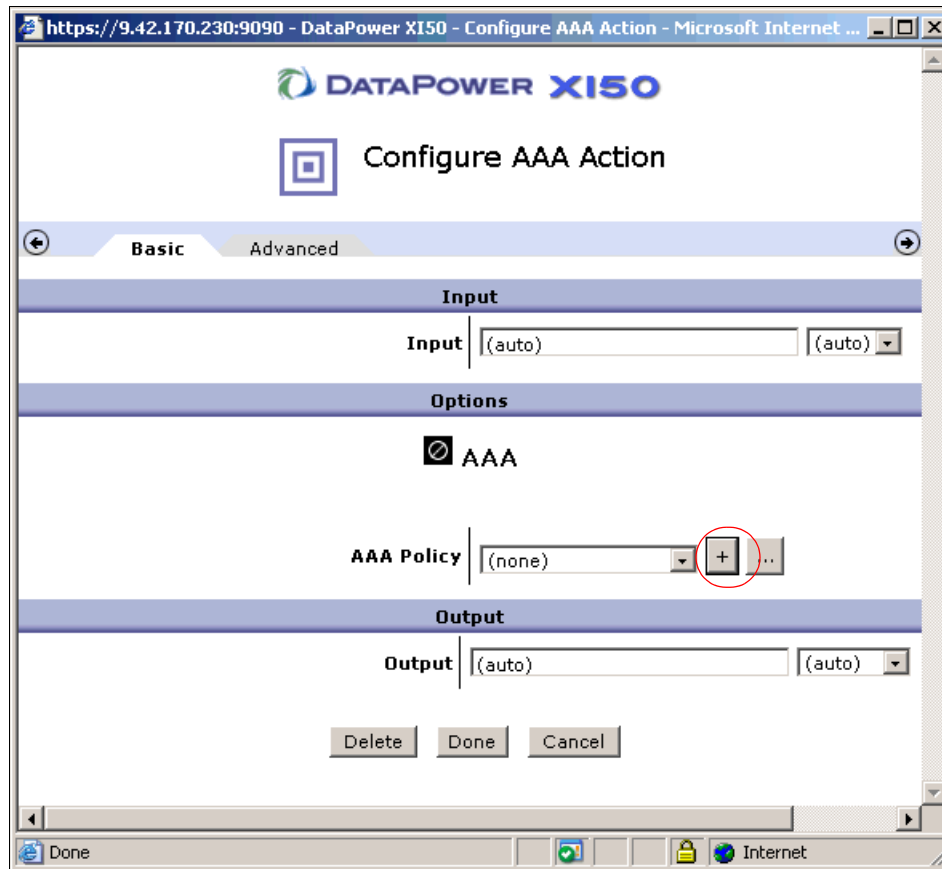 https://9.42.170.230:9090 - DataPower XI50 - Configure AAA Action - Microsoft Internet ...
DATAPOWER XI50
Configure AAA Action
Basic Advanced
Input
Input (auto) (auto)
Options
AAA
AAA Policy (none) + ...
Output
Output (auto) (auto)
Delete Done Cancel
Done Internet